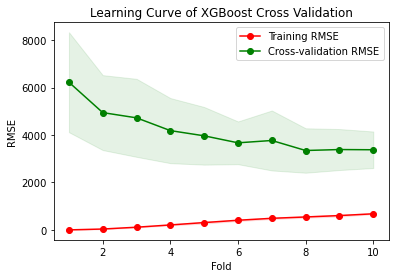 Learning Curve of XGBoost Cross Validation
Training RMSE
Cross-validation RMSE
8000
6000
4000
2000
0
RMSE
2
4
6
8
10
Fold